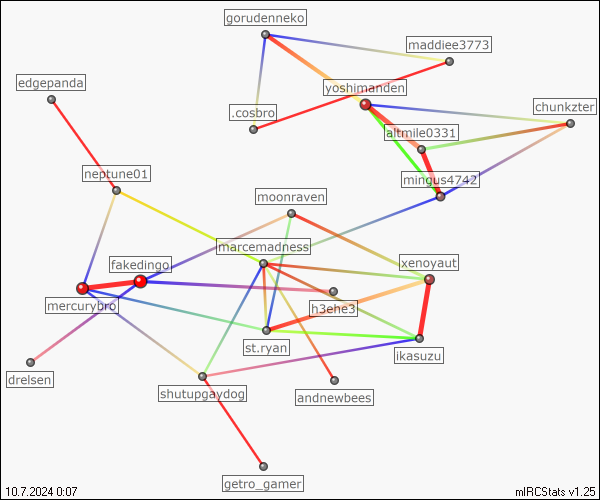 gorudenneko
maddiee3773
edgepanda
yoshimanden
.cosbro
chunkzter
altmile0331
neptune01
mingus4742
moonraven
marcemadness
fakedingo
xenoyaut
mercurybro
h3ehe3
st.ryan
ikasuzu
drelsen
shutupgaydog
andnewbees
getro_gamer
10.7.2024 0:07
mIRCStats v1.25